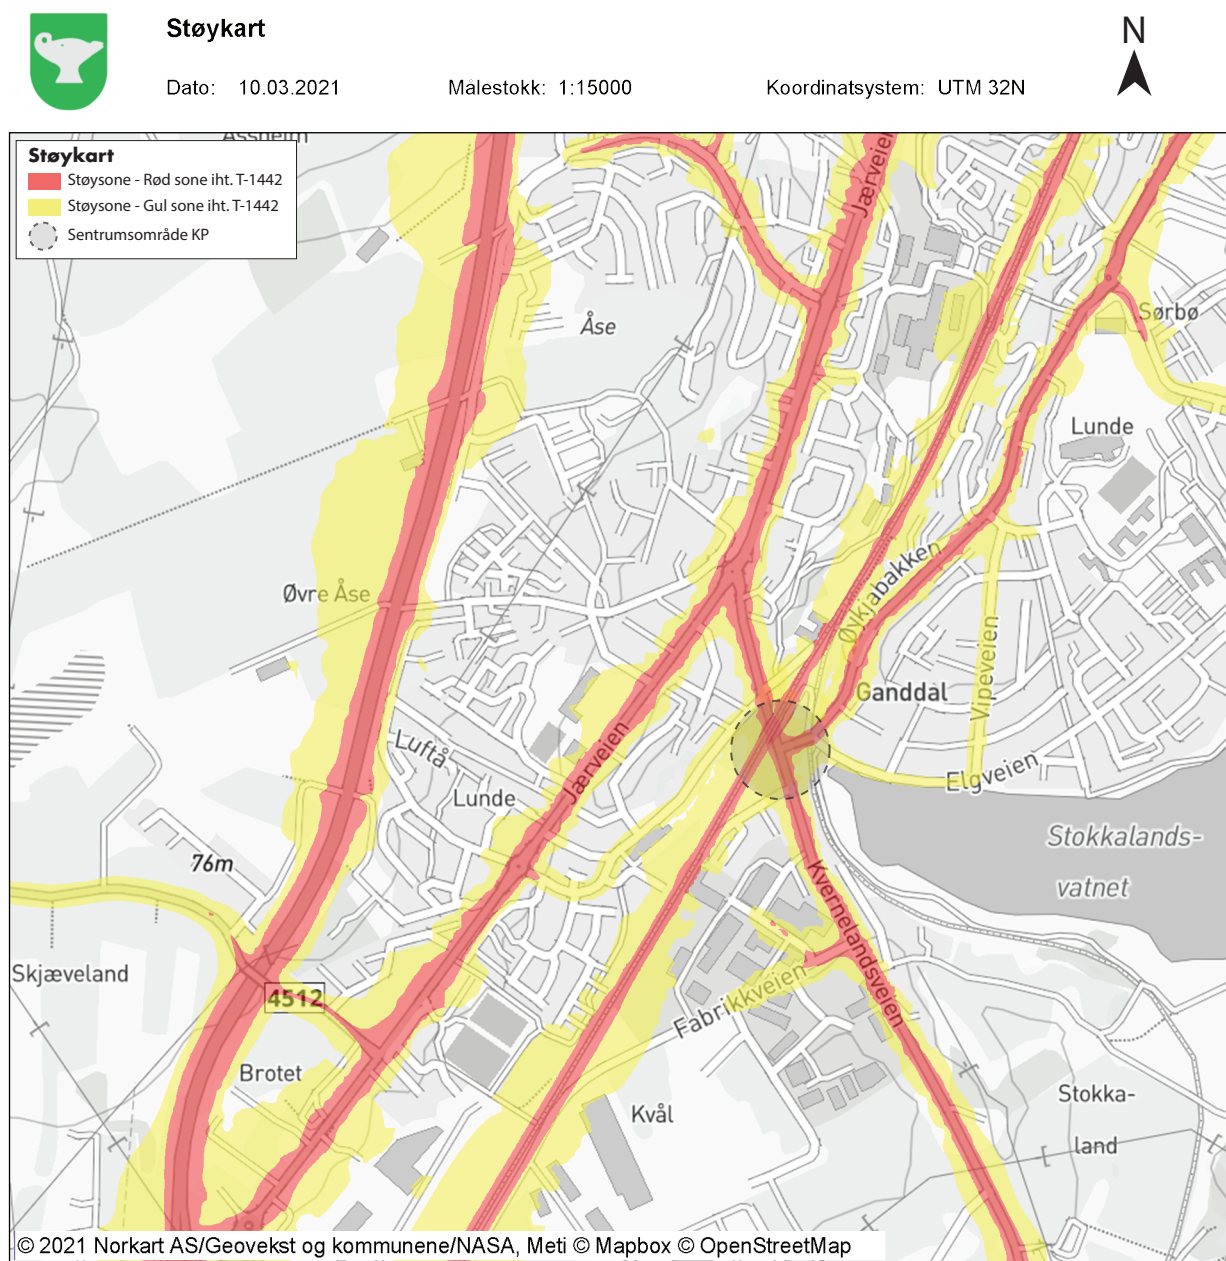 Støykart
N
Dato: 10.03.2021 Målestokk: 1:15000 Koordinatsystem: UTM 32N
Støykart
Støysone - Rød sone iht. T-1442
Støysone - Gul sone iht. T-1442
Sentrumsområde KP
Jærveien
Sørbø
Åse
Lunde
Øvkjabakken
Øvre Åse
Vipeveien
Ganddal
Luftå
Jærveien
Elgveien
Lunde
Stokkalands-
vatnet
76m
Kvernelandsveien
Skjæveland
4512
Fabrikkveien
Brotet
Kvål
Stokka-
land
© 2021 Norkart AS/Geovekst og kommunene/NASA, Meti © Mapbox © OpenStreetMap